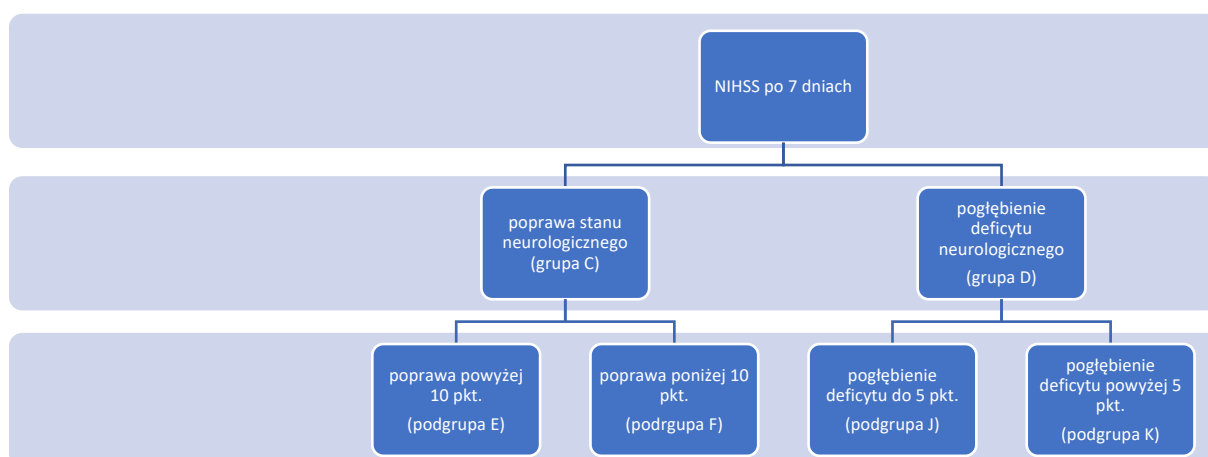 NIHSS po 7 dniach
poprawa stanu
neurologicznego
(grupa C)
pogłębienie
deficytu
neurologicznego
(grupa D)
poprawa powyżej
10 pkt.
(podgrupa E)
poprawa poniżej 10
pkt.
(podrgupa F)
pogłębienie
deficytu do 5 pkt.
(podgrupa J)
pogłębienie
deficytu powyżej 5
pkt.
(podgrupa K)